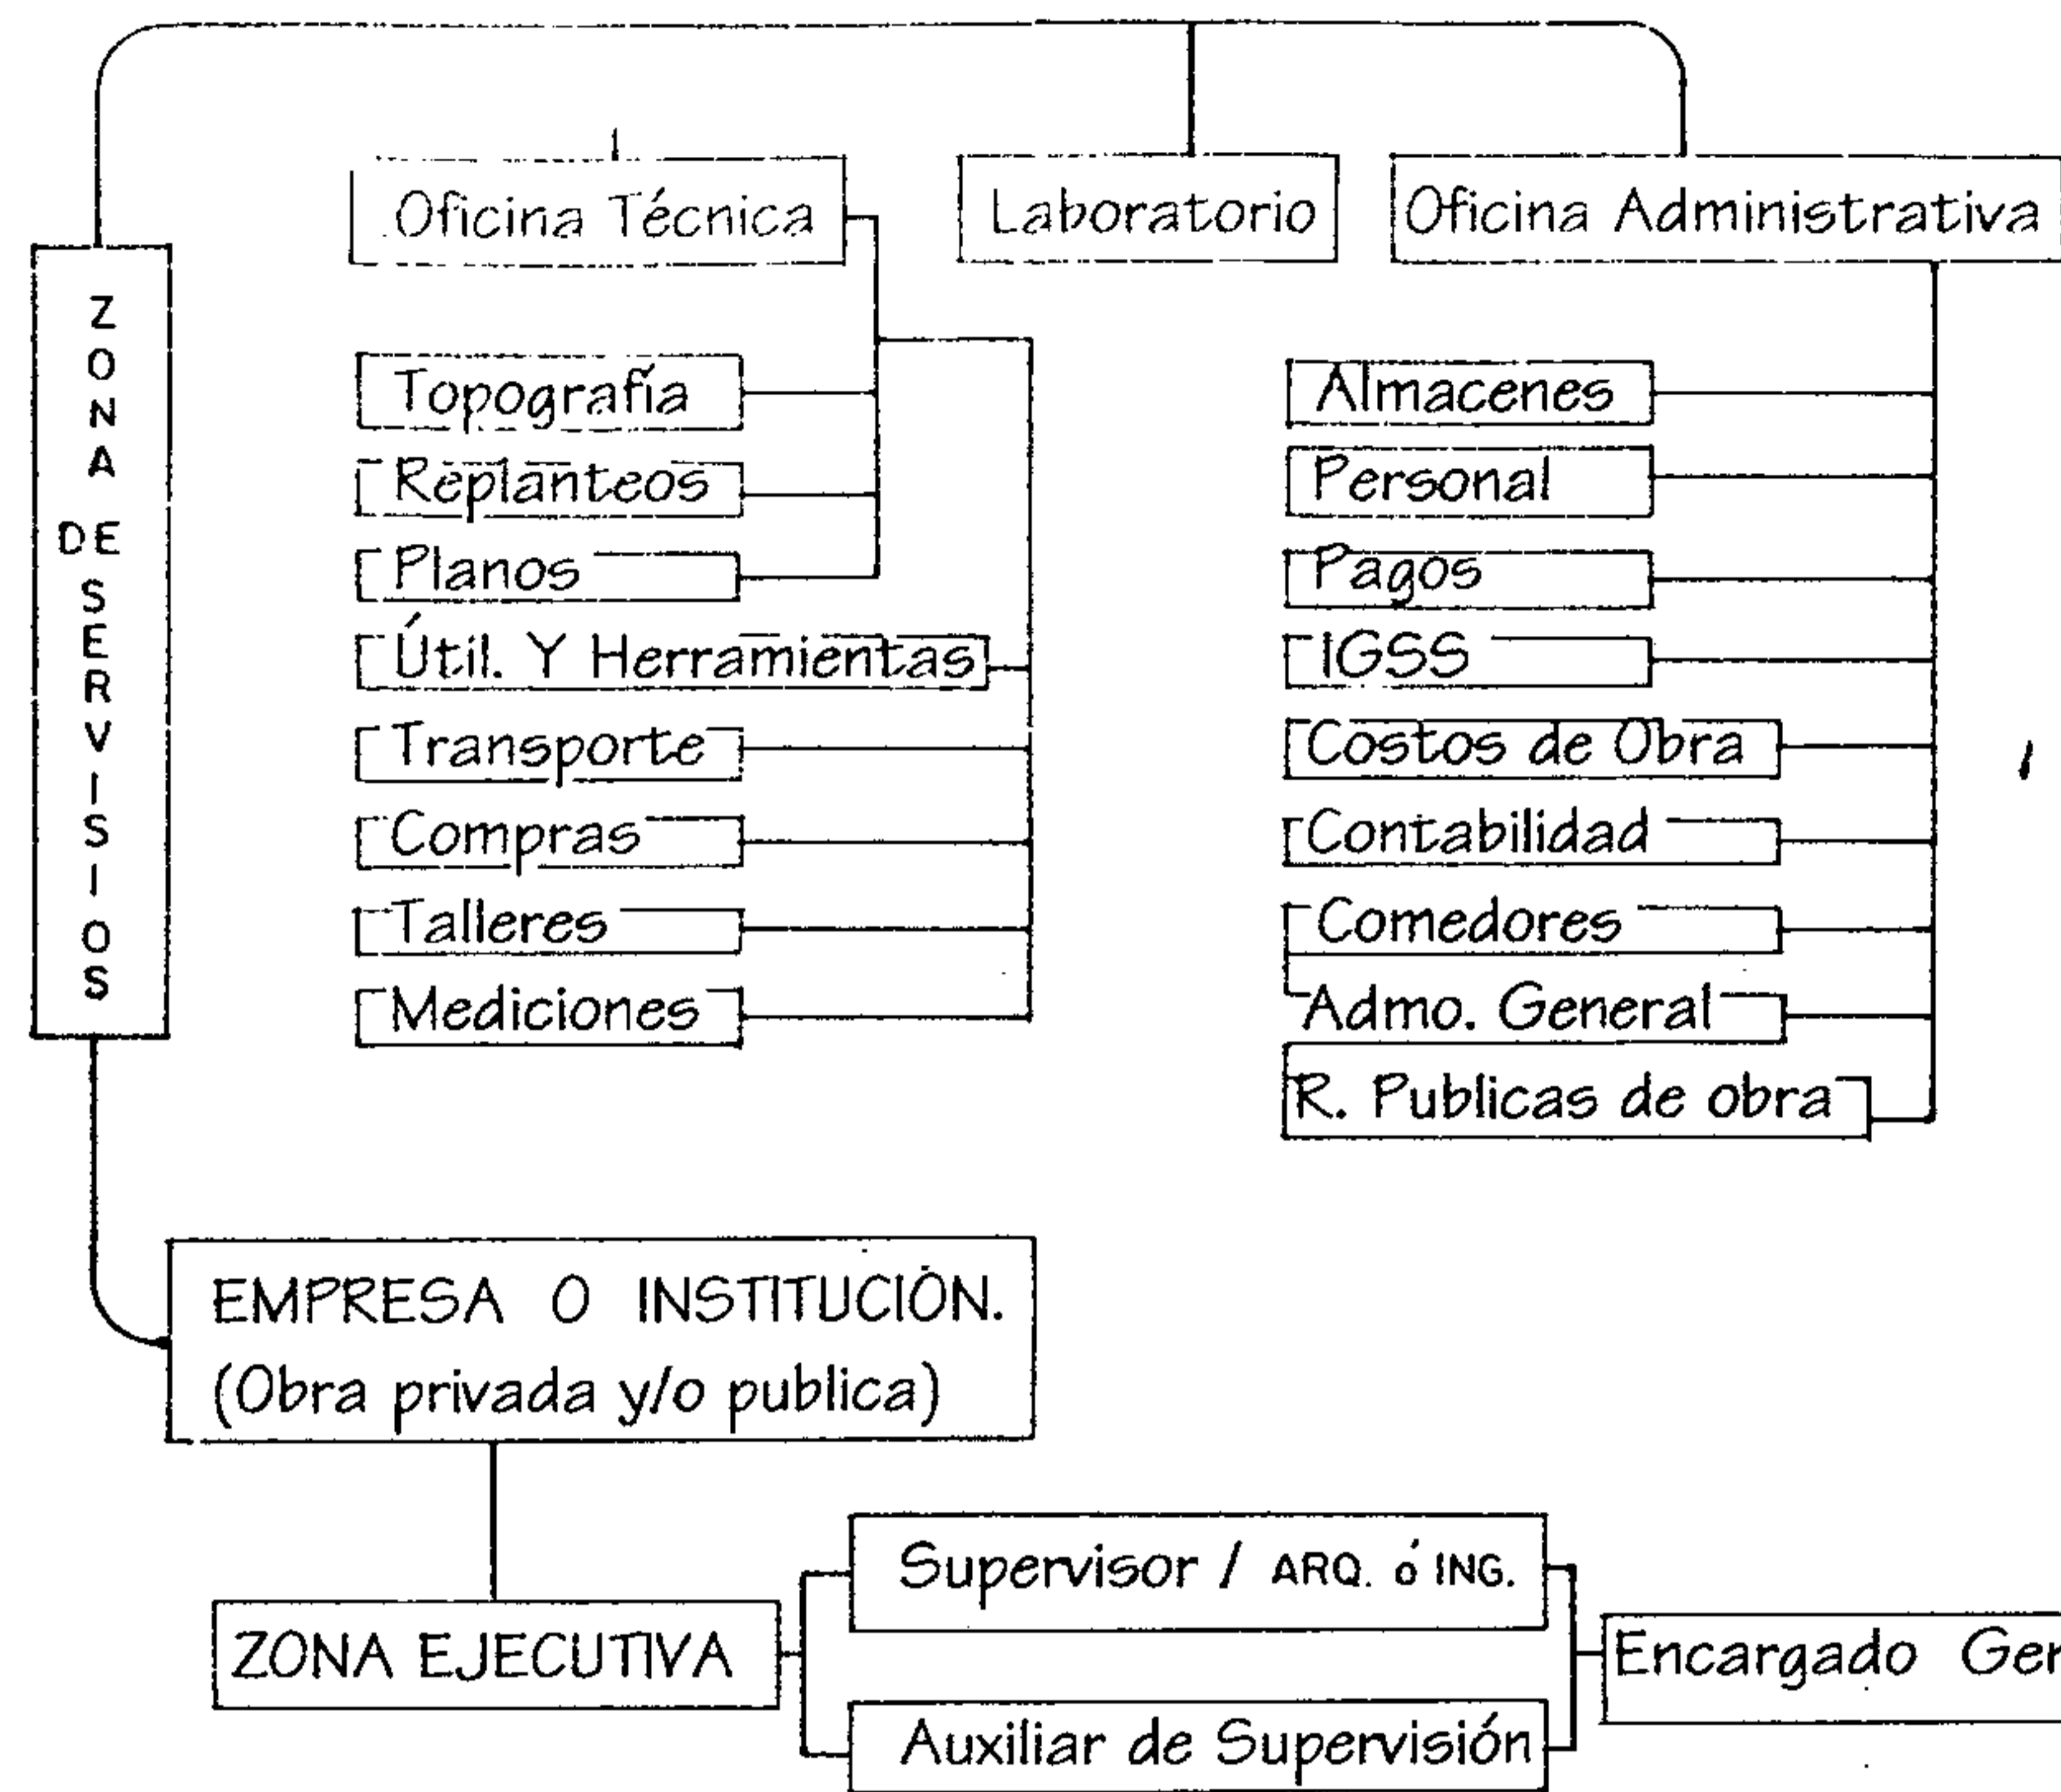 Oficina Técnica
Laboratorio
Oficina Administrativa
ZONA DE SERVISIOS
Topografía
Replanteos
Planos
Útil. Y Herramientas
Transporte
Compras
Talleres
Mediciones
Almacenes
Personal
Pagos
IGSS
Costos de Obra
Contabilidad
Comedores
Admo. General
R. Publicas de obra
EMPRESA O INSTITUCIÓN.
(Obra privada y/o publica)
ZONA EJECUTIVA
Supervisor / ARQ. ó ING.
Auxiliar de Supervisión
Encargado